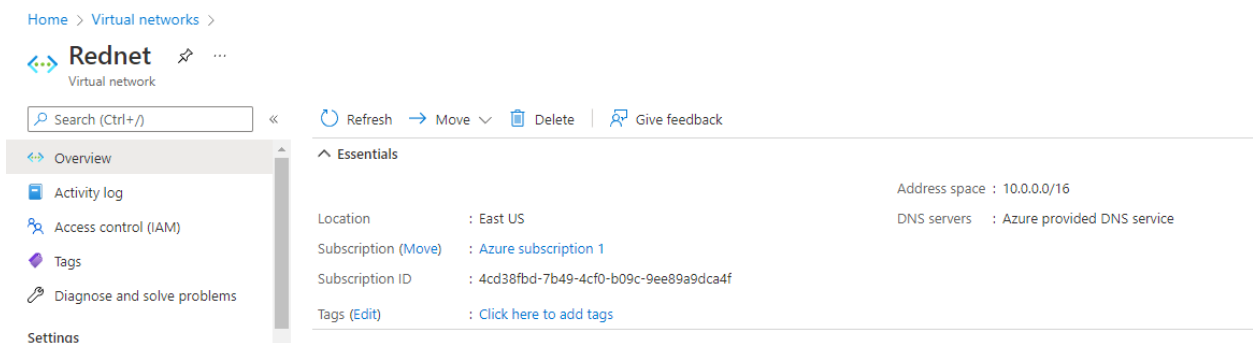 Home > Virtual networks >
Rednet ...
Virtual network
Search (Ctrl+/) «
Overview
Activity log
Access control (IAM)
Tags
Diagnose and solve problems
Settings
Refresh Move Delete Give feedback
Essentials
Address space : 10.0.0.0/16
Location : East US DNS servers : Azure provided DNS service
Subscription (Move) : Azure subscription 1
Subscription ID : 4cd38fbd-7b49-4cf0-b09c-9ee89a9dca4f
Tags (Edit) : Click here to add tags